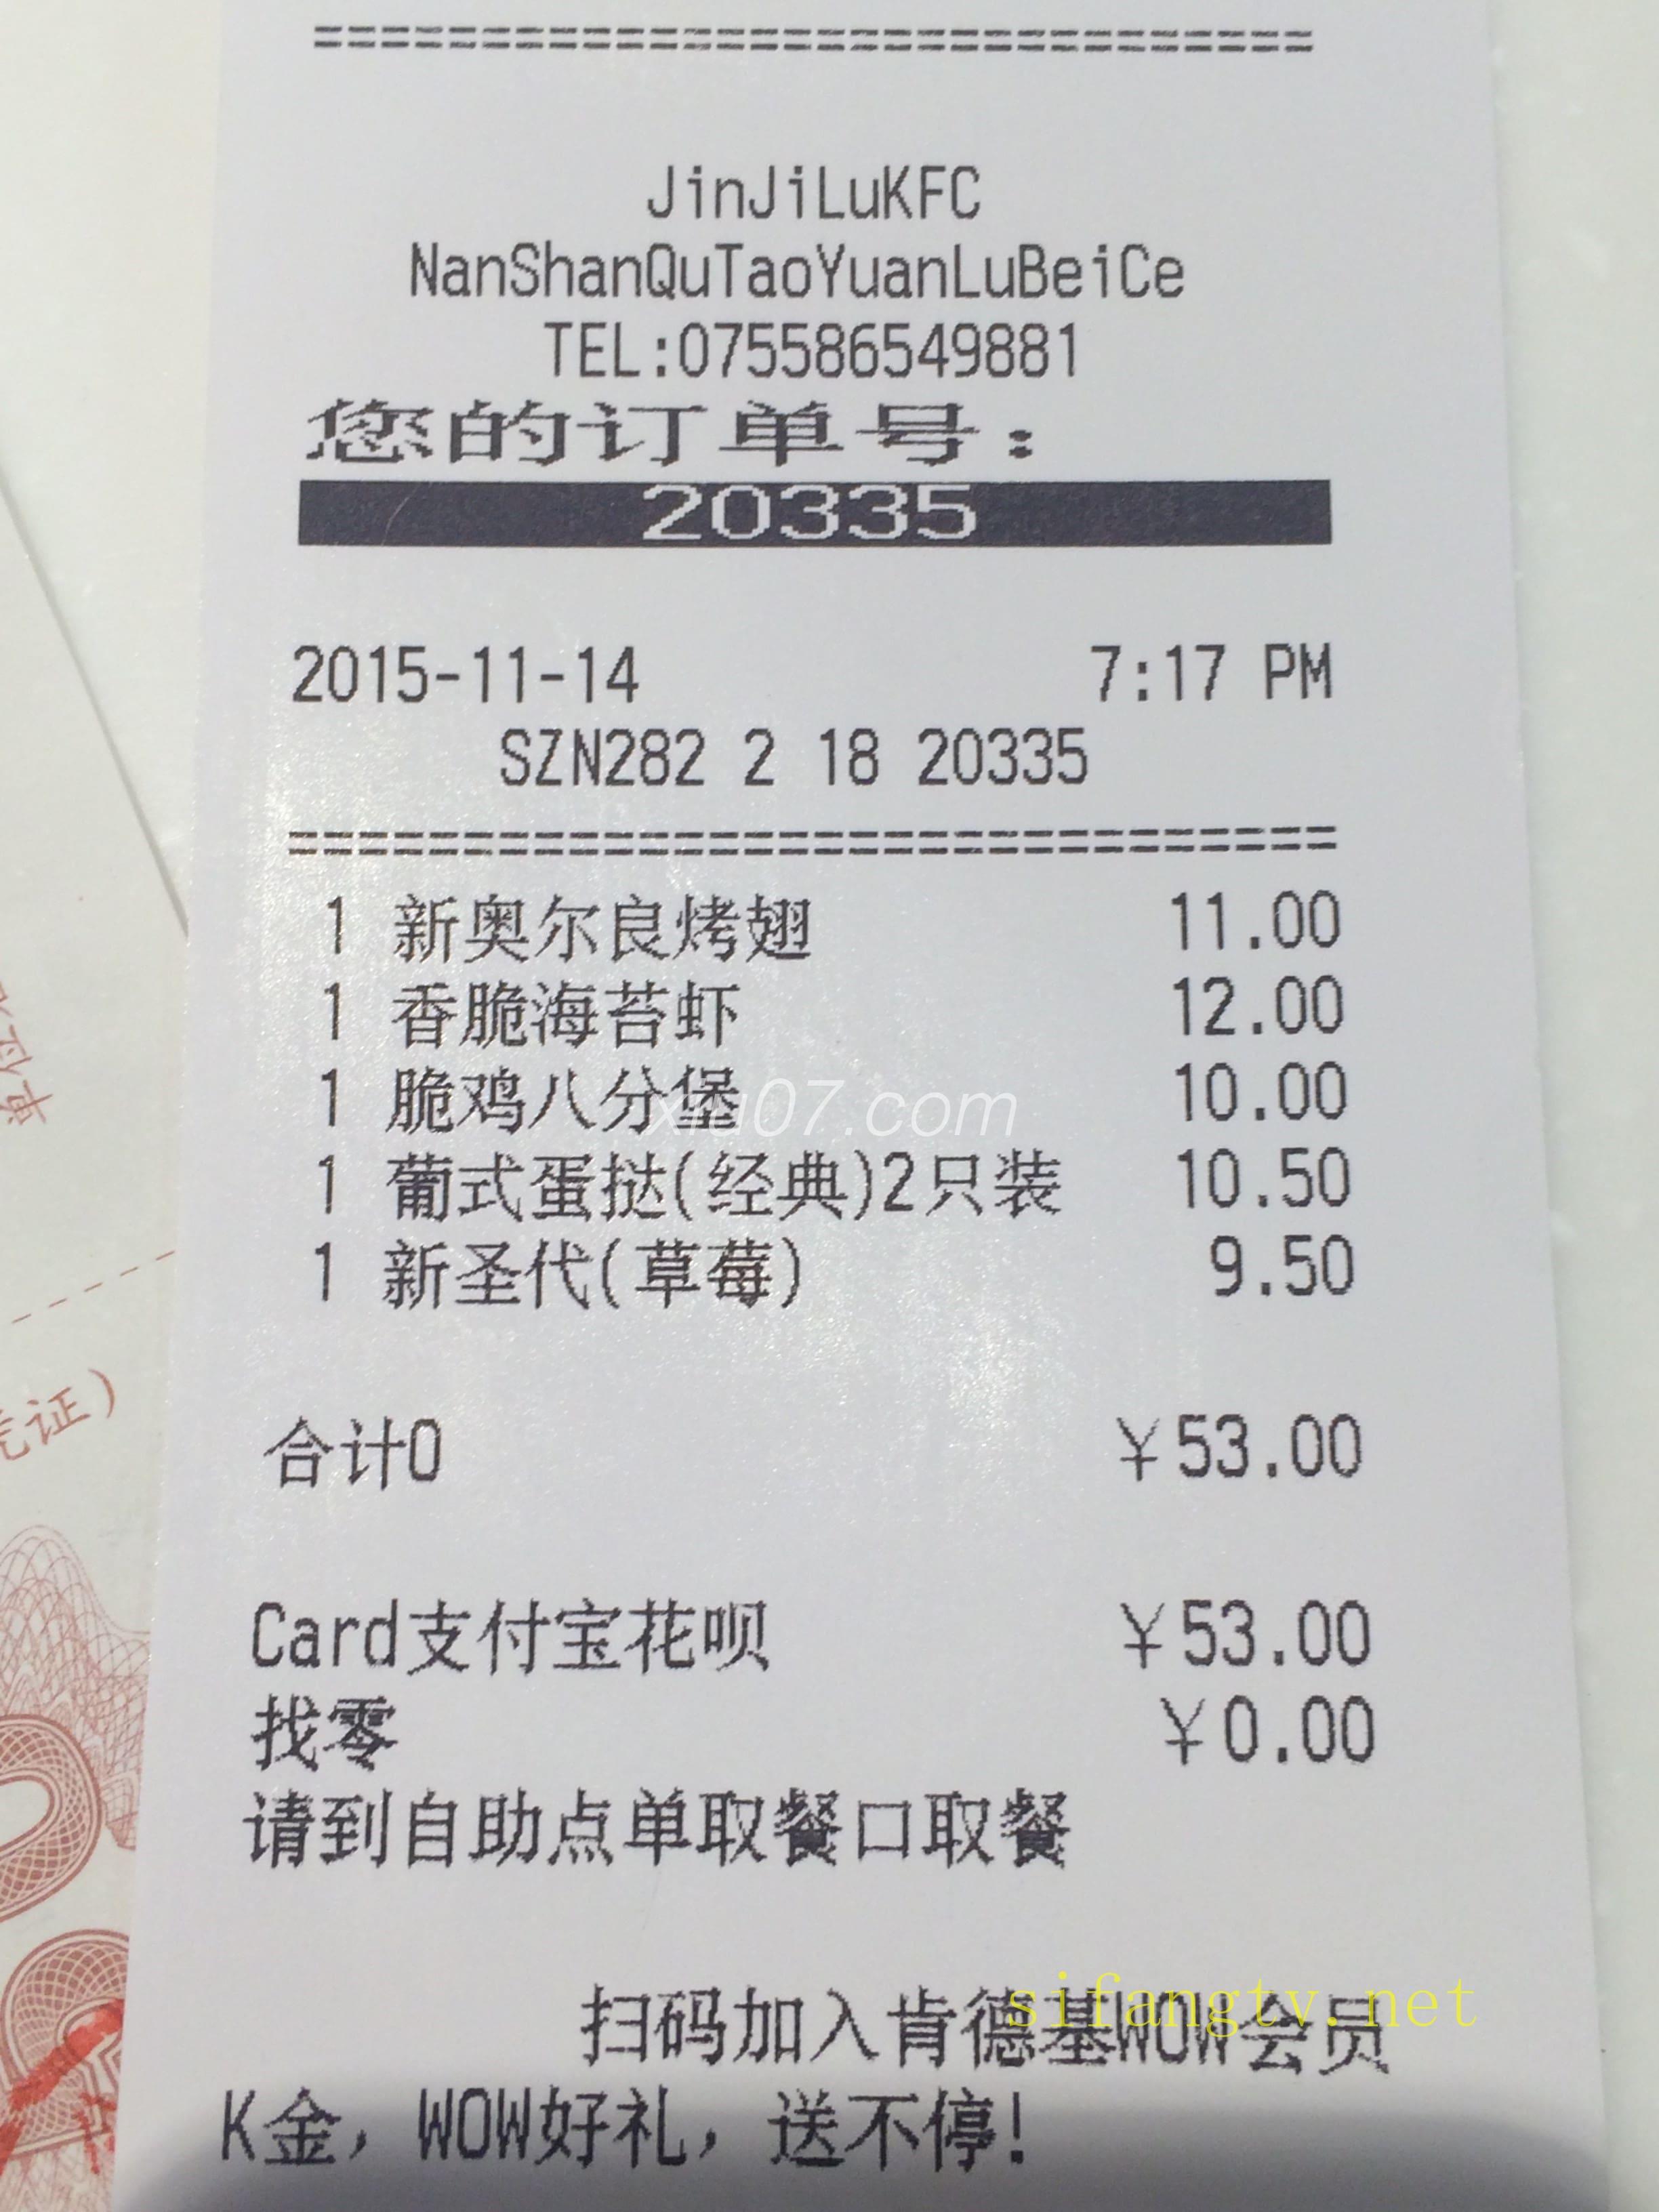 ==============================
JinJiLuKFC
NanShanQuTaoYuanLuBeiCe
TEL:075586549881
您的订单号：
20335
2015-11-14 7:17 PM
SZN282 2 18 20335
==============================
1 新奥尔良烤翅 11.00
1 香脆海苔虾 12.00
1 脆鸡八分堡 10.00
1 葡式蛋挞(经典)2只装 10.50
1 新圣代(草莓) 9.50
合计0 ￥53.00
Card支付宝花呗 ￥53.00
找零 ￥0.00
请到自助点单取餐口取餐
扫码加入肯德基WOW会员
K金，WOW好礼，送不停!
xiu07.com
sifangtv.net
证）